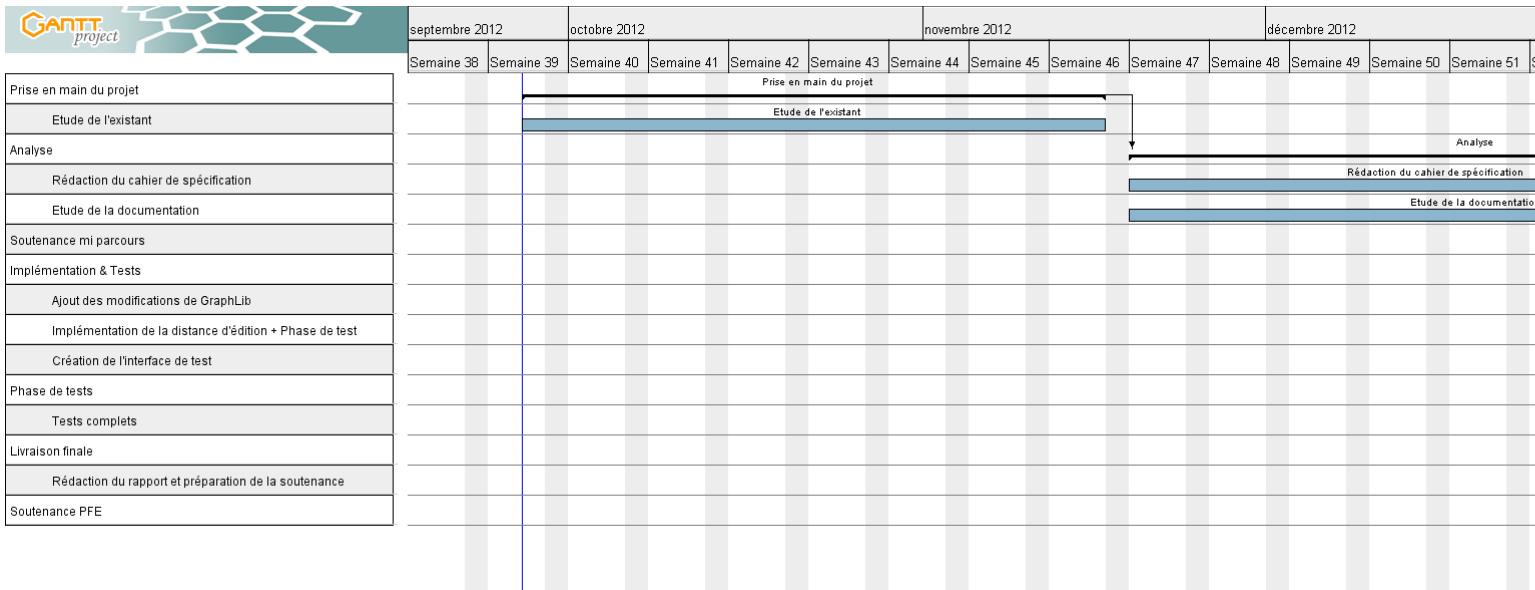 GANTT
project
septembre 2012 octobre 2012 novembre 2012 décembre 2012
Semaine 38 Semaine 39 Semaine 40 Semaine 41 Semaine 42 Semaine 43 Semaine 44 Semaine 45 Semaine 46 Semaine 47 Semaine 48 Semaine 49 Semaine 50 Semaine 51
Prise en main du projet Prise en main du projet
Etude de l'existant Etude de l'existant
Analyse Analyse
Rédaction du cahier de spécification Rédaction du cahier de spécification
Etude de la documentation Etude de la documentatio
Soutenance mi parcours
Implémentation & Tests
Ajout des modifications de GraphLib
Implémentation de la distance d'édition + Phase de test
Création de l'interface de test
Phase de tests
Tests complets
Livraison finale
Rédaction du rapport et préparation de la soutenance
Soutenance PFE